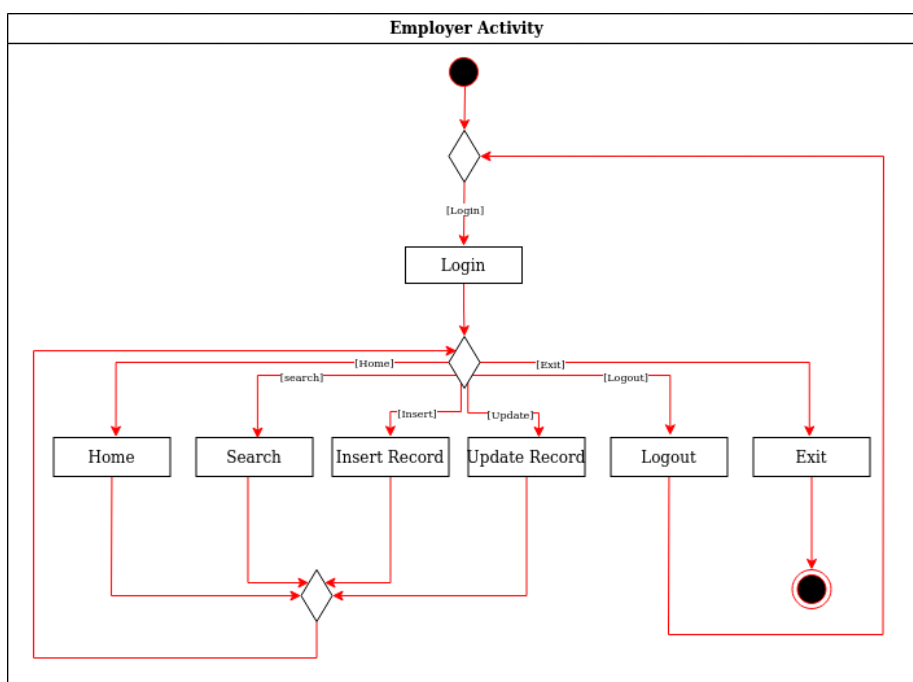 Employer Activity
[Login]
Login
[Home]
[Exit]
[search]
[Logout]
[Insert]
[Update]
Home
Search
Insert Record
Update Record
Logout
Exit